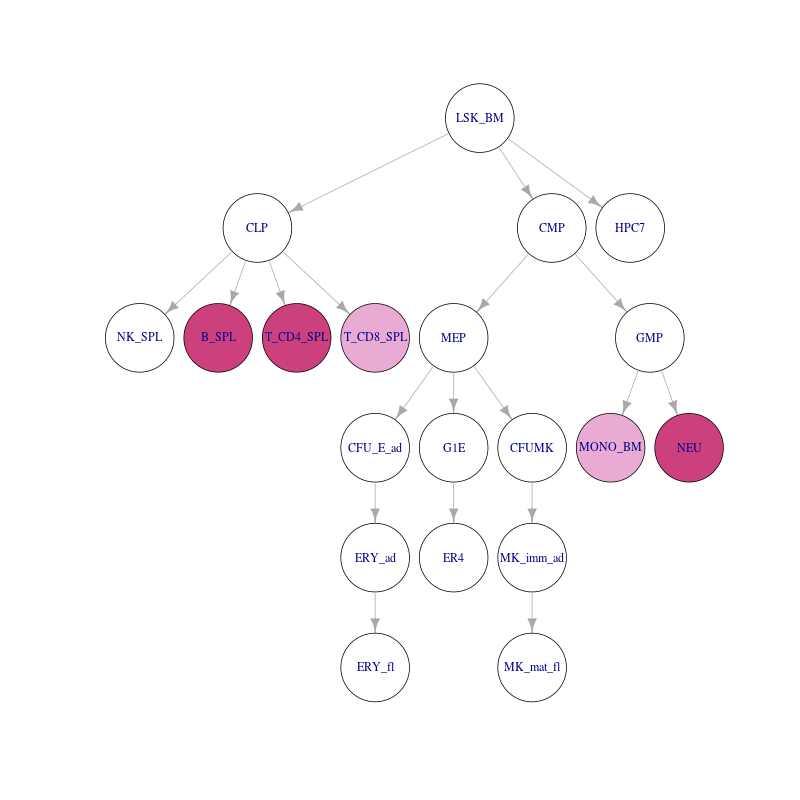 LSK_BM
CLP
CMP
HPC7
NK_SPL
B_SPL
T_CD4_SPL
T_CD8_SPL
MEP
GMP
CFU_E_ad
G1E
CFUMK
MONO_BM
NEU
ERY_ad
ER4
MK_imm_ad
ERY_fl
MK_mat_fl